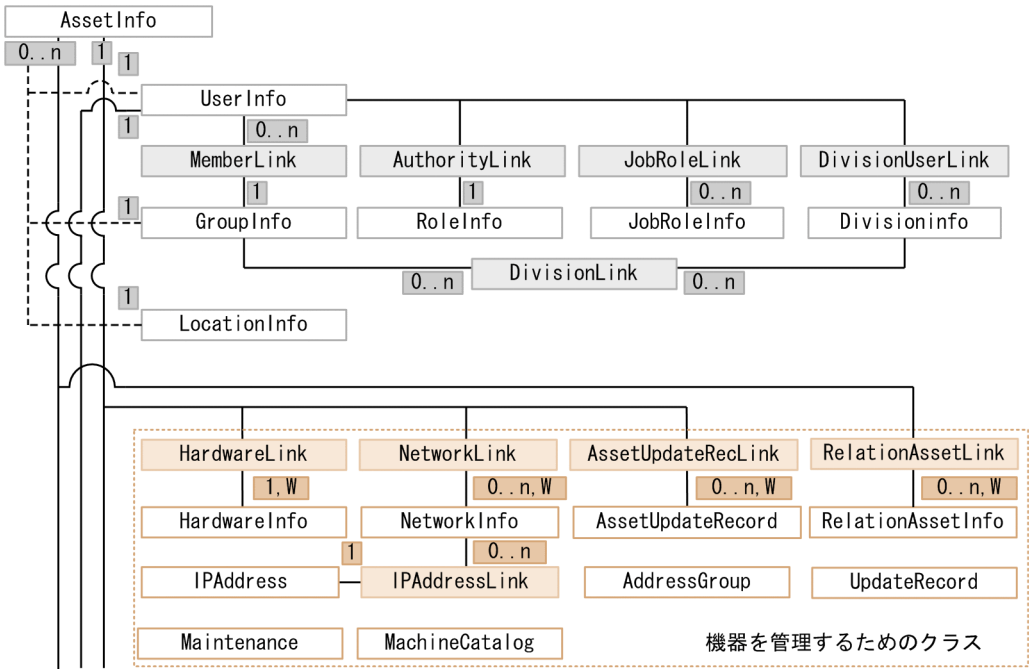 AssetInfo
0..n
1
1
UserInfo
1
0..n
MemberLink
AuthorityLink
JobRoleLink
DivisionUserLink
1
1
0..n
0..n
1
GroupInfo
RoleInfo
JobRoleInfo
Divisioninfo
DivisionLink
0..n
0..n
1
LocationInfo
HardwareLink
NetworkLink
AssetUpdateRecLink
RelationAssetLink
1,W
0..n,W
0..n,W
0..n,W
HardwareInfo
NetworkInfo
AssetUpdateRecord
RelationAssetInfo
1
0..n
IPAddress
IPAddressLink
AddressGroup
UpdateRecord
Maintenance
MachineCatalog
機器を管理するためのクラス